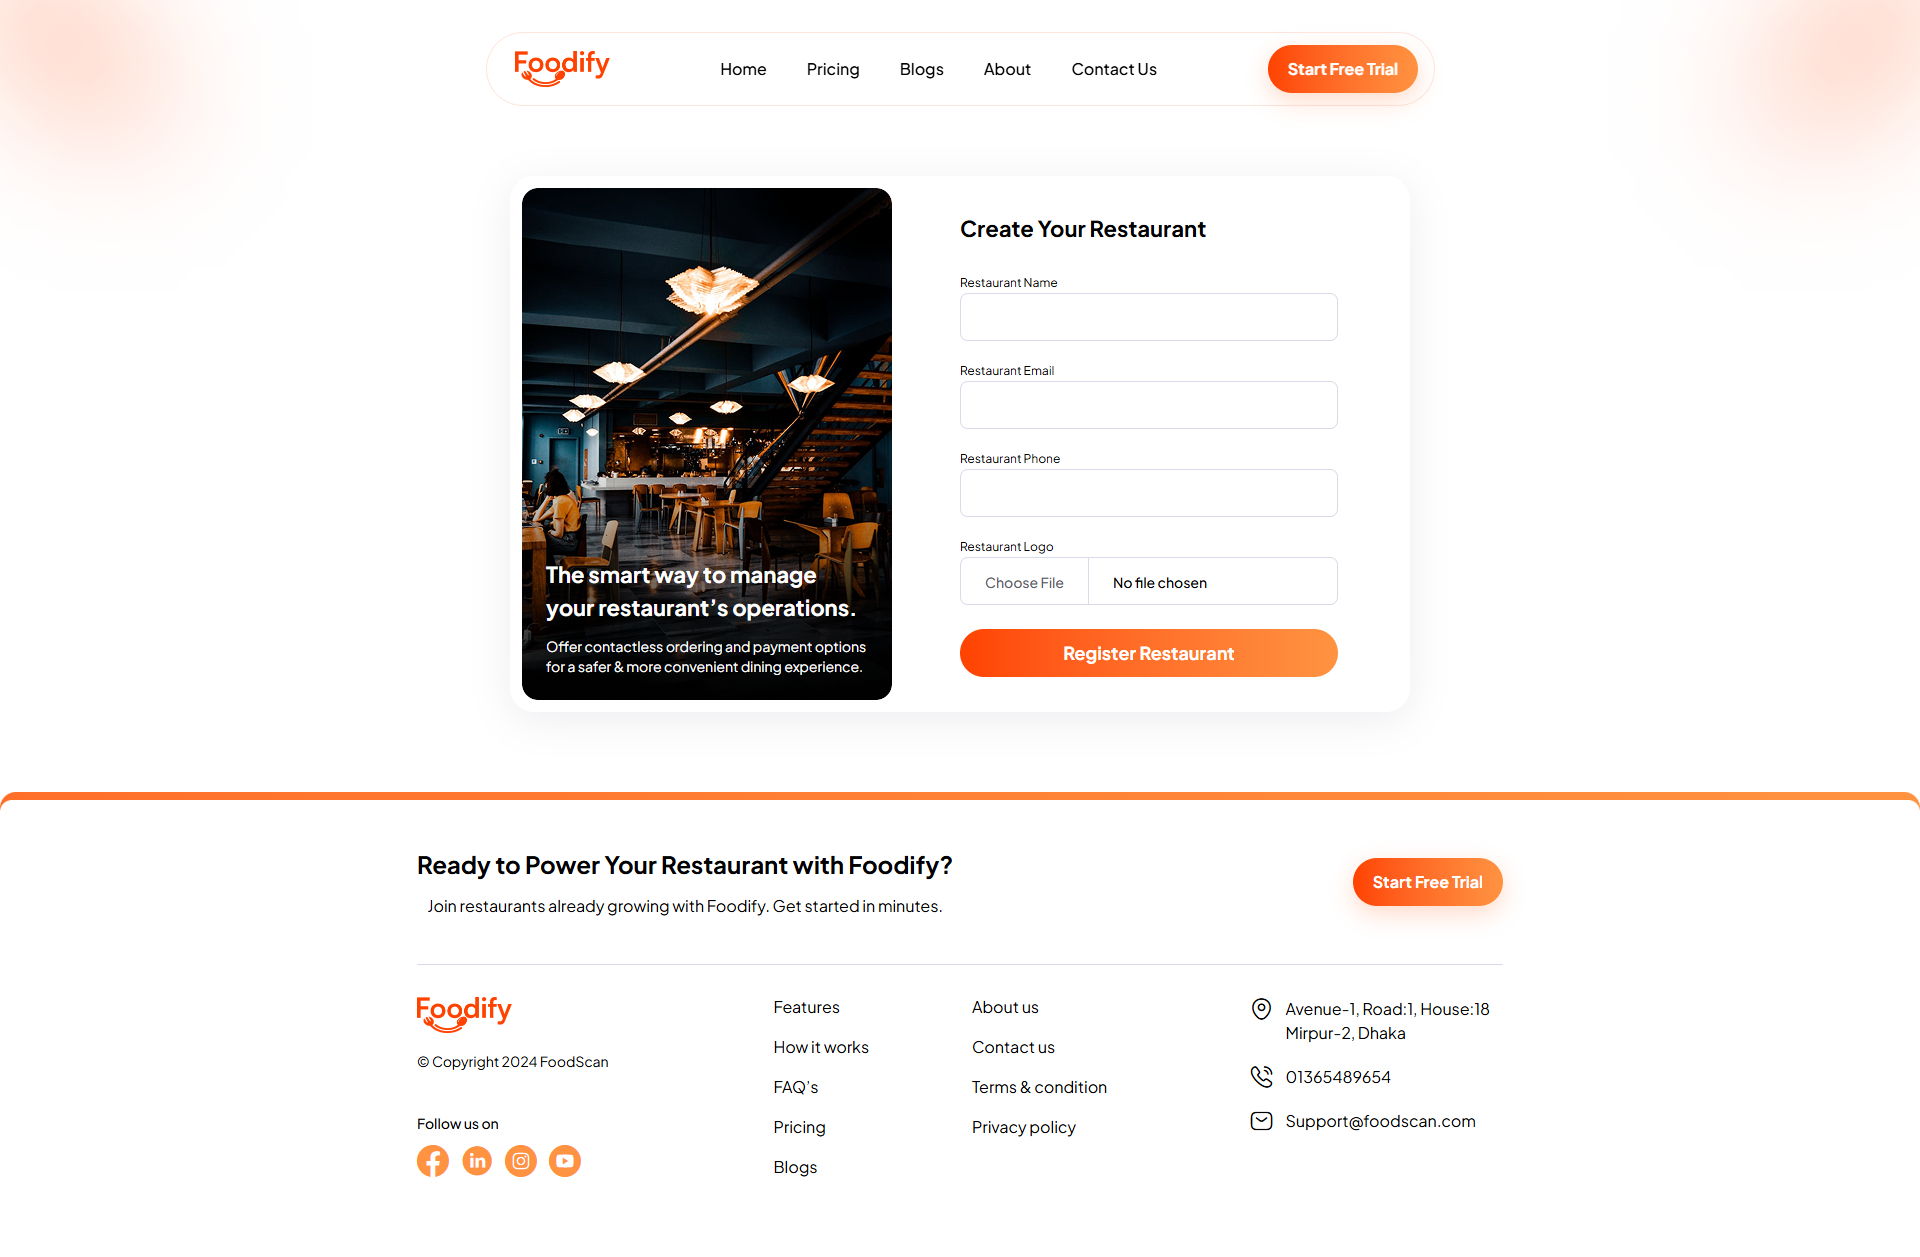 Foodify
Home
Pricing
Blogs
About
Contact Us
Start Free Trial
The smart way to manage
your restaurant’s operations.
Offer contactless ordering and payment options
for a safer & more convenient dining experience.
Create Your Restaurant
Restaurant Name
Restaurant Email
Restaurant Phone
Restaurant Logo
Choose File
No file chosen
Register Restaurant
Ready to Power Your Restaurant with Foodify?
Join restaurants already growing with Foodify. Get started in minutes.
Start Free Trial
Foodify
© Copyright 2024 FoodScan
Follow us on
Features
How it works
FAQ’s
Pricing
Blogs
About us
Contact us
Terms & condition
Privacy policy
Avenue-1, Road:1, House:18
Mirpur-2, Dhaka
01365489654
Support@foodscan.com